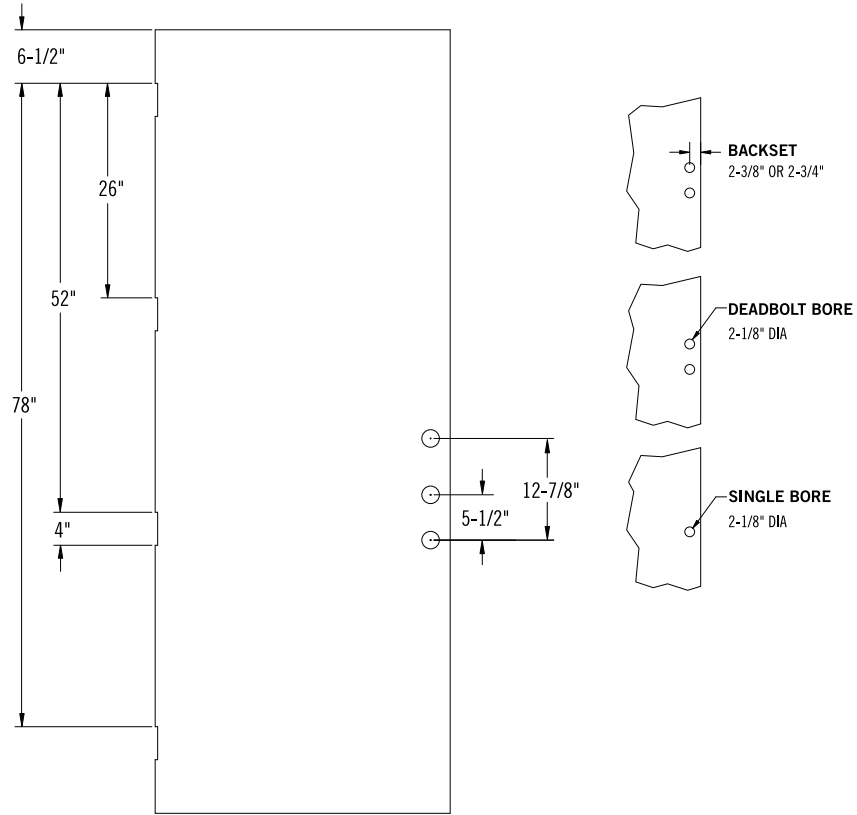 6-1/2"
26"
52"
78"
4"
12-7/8"
5-1/2"
BACKSET
2-3/8" OR 2-3/4"
DEADBOLT BORE
2-1/8" DIA
SINGLE BORE
2-1/8" DIA